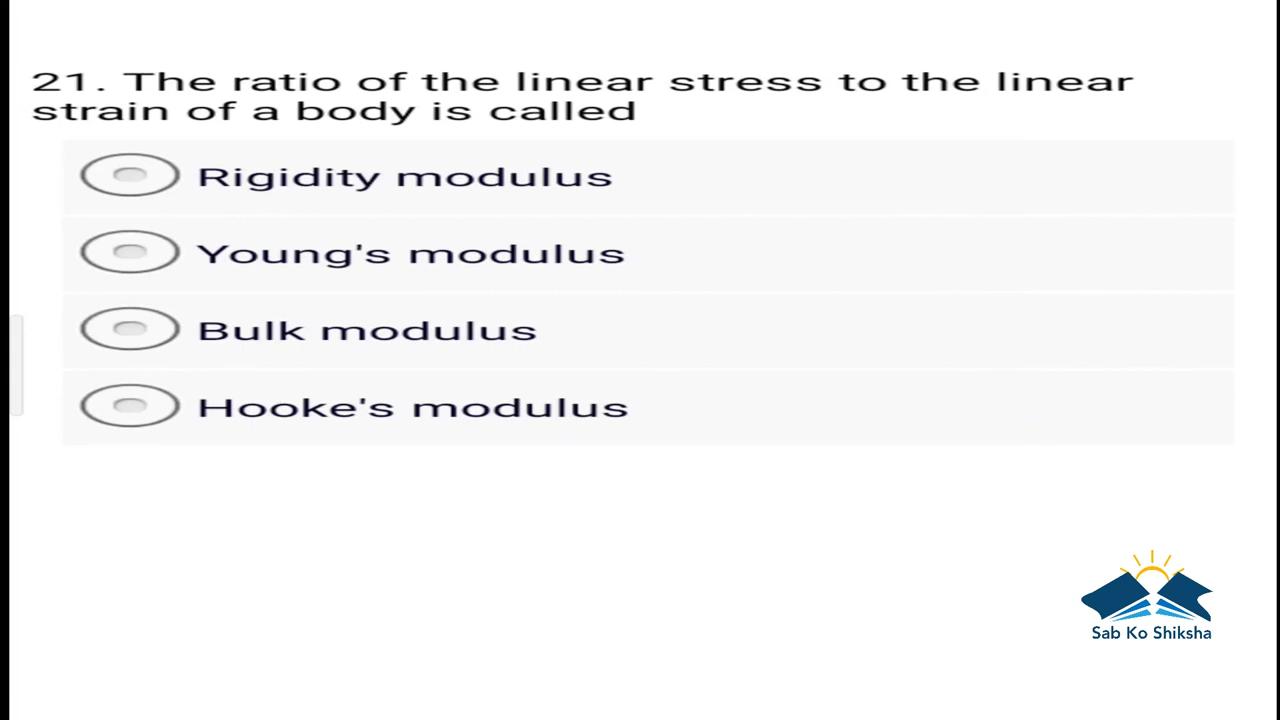 21. The ratio of the linear stress to the linear
strain of a body is called
Rigidity modulus
Young's modulus
Bulk modulus
Hooke's modulus
Sab Ko Shiksha